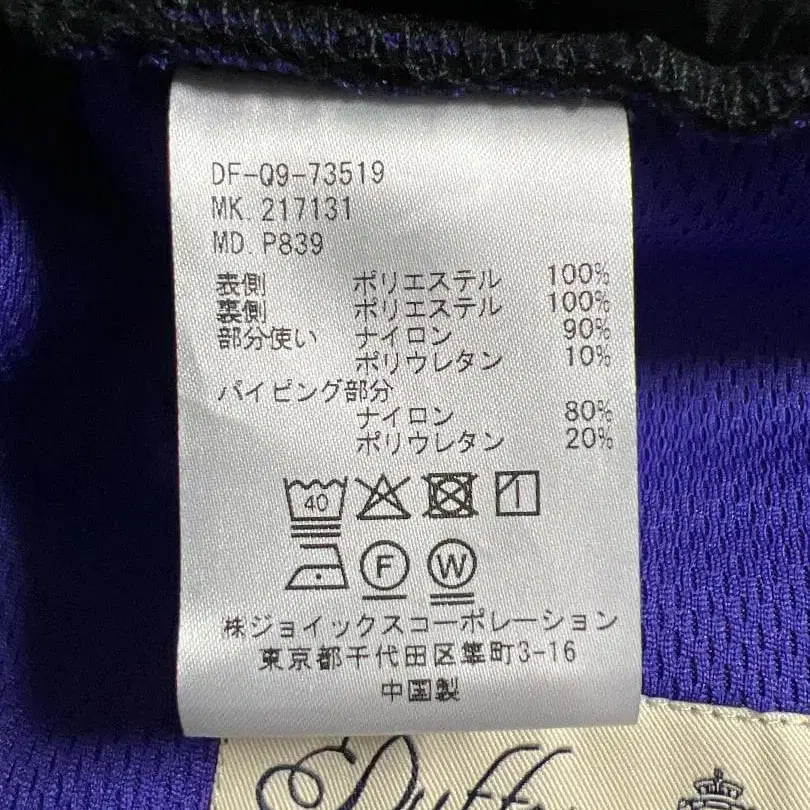 DF-Q9-73519
MK. 217131
MD. P839
表側 ポリエステル 100%
裏側 ポリエステル 100%
部分使い ナイロン 90%
ポリウレタン 10%
パイピング部分
ナイロン 80%
ポリウレタン 20%
40
F W
㈱ジョイックスコーポレーション
東京都千代田区隼町3-16
中国製